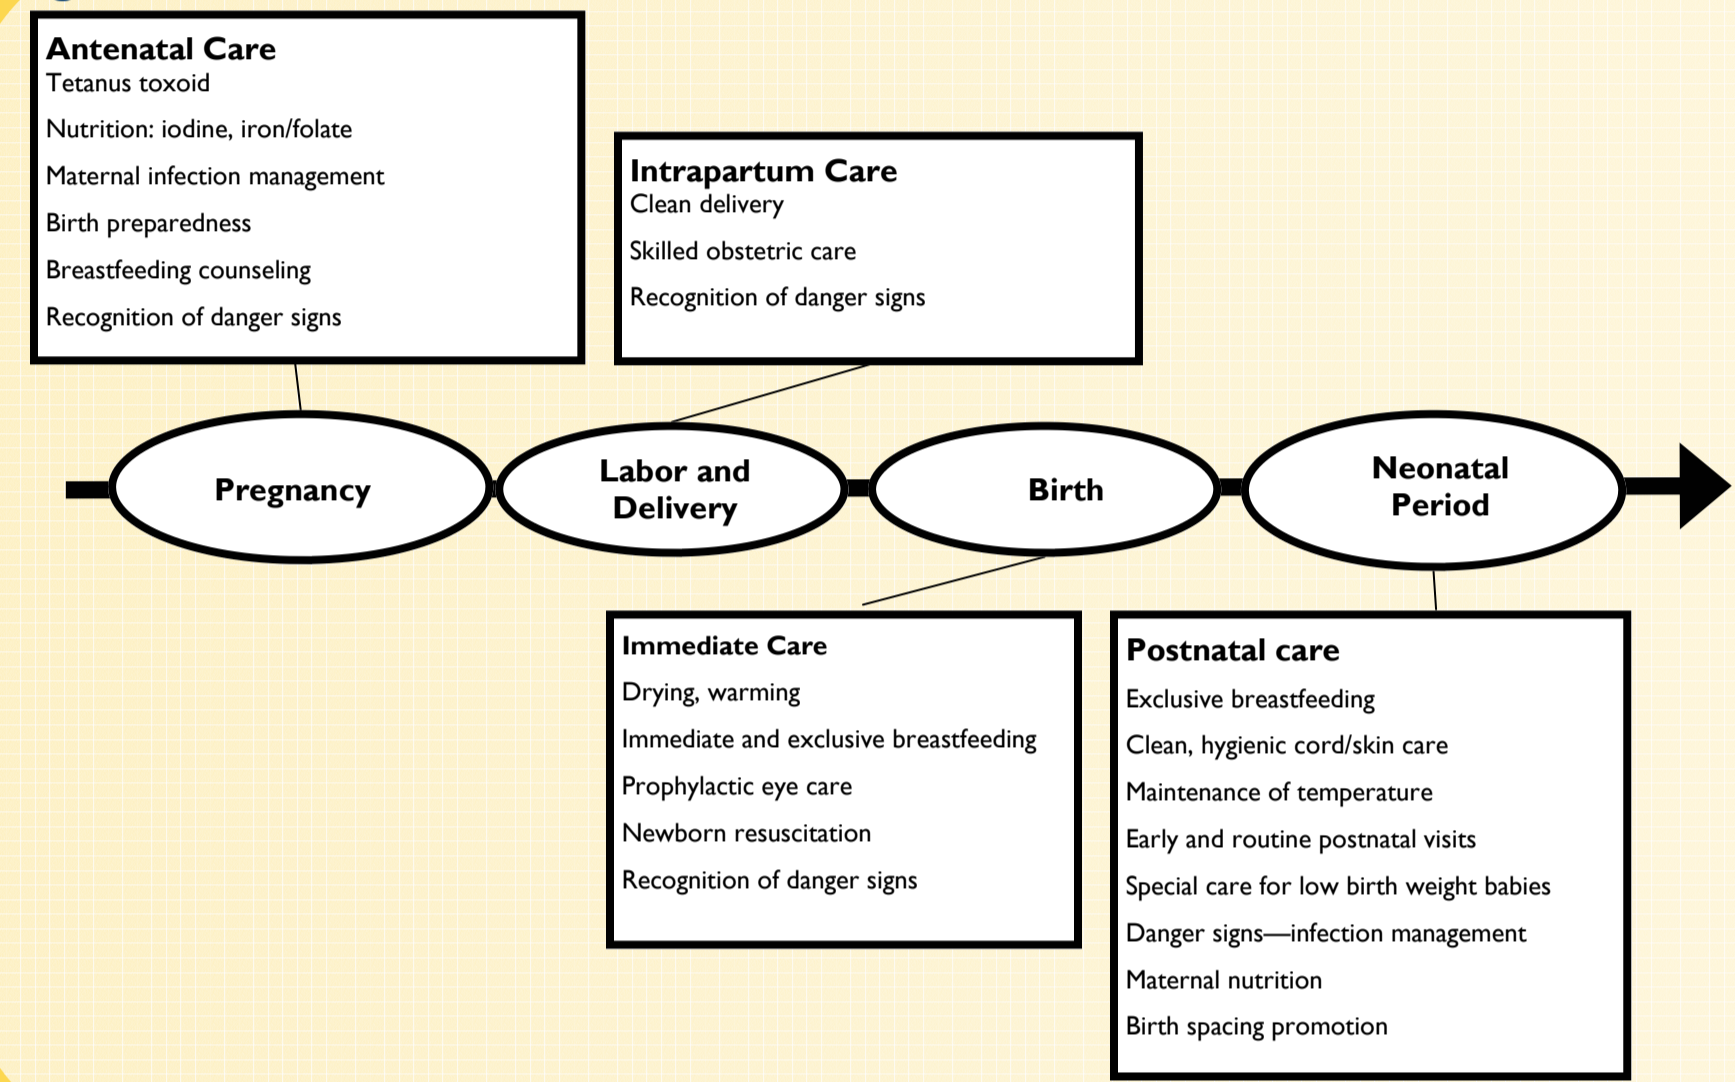 Antenatal Care
Tetanus toxoid
Nutrition: iodine, iron/folate
Maternal infection management
Birth preparedness
Breastfeeding counseling
Recognition of danger signs
Intrapartum Care
Clean delivery
Skilled obstetric care
Recognition of danger signs
Pregnancy
Labor and
Delivery
Birth
Neonatal
Period
Immediate Care
Drying, warming
Immediate and exclusive breastfeeding
Prophylactic eye care
Newborn resuscitation
Recognition of danger signs
Postnatal care
Exclusive breastfeeding
Clean, hygienic cord/skin care
Maintenance of temperature
Early and routine postnatal visits
Special care for low birth weight babies
Danger signs—infection management
Maternal nutrition
Birth spacing promotion